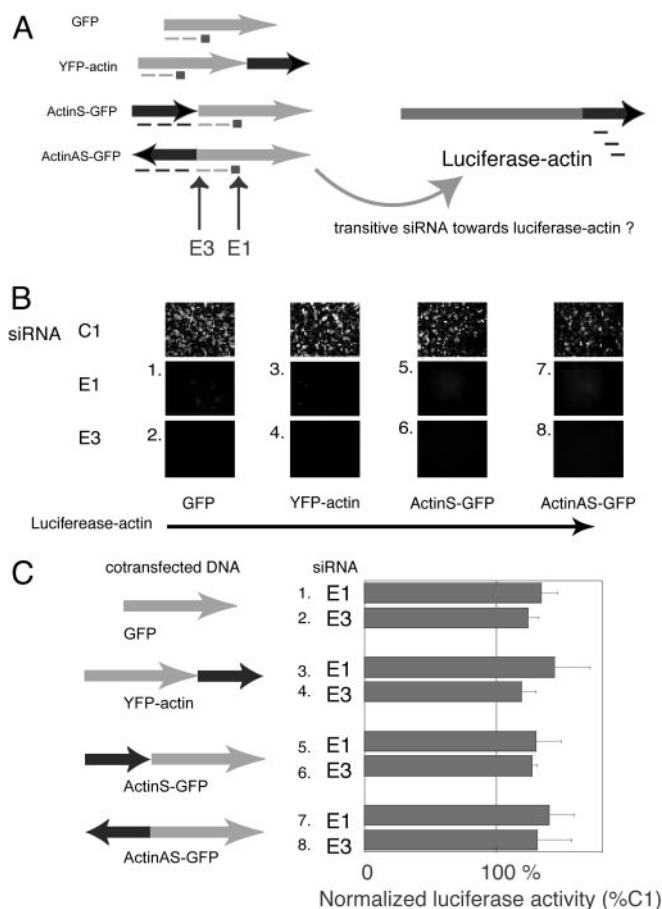 A
GFP
YFP-actin
ActinS-GFP
ActinAS-GFP
E3 E1
Luciferase-actin
transitive siRNA towards luciferase-actin ?
B
siRNA C1
1. 3. 5. 7.
E1
2. 4. 6. 8.
E3
GFP YFP-actin ActinS-GFP ActinAS-GFP
Luciferease-actin
C
cotransfected DNA siRNA
1. E1
2. E3
GFP
3. E1
4. E3
YFP-actin
5. E1
6. E3
ActinS-GFP
7. E1
8. E3
ActinAS-GFP
0 100 %
Normalized luciferase activity (%C1)